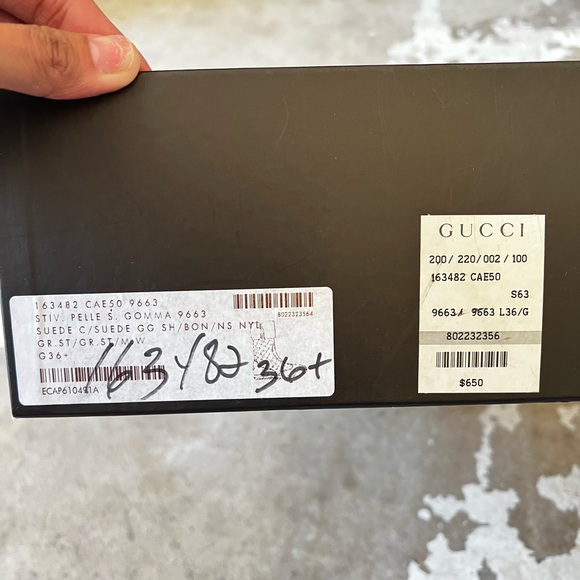 163482 CAE50 9663
STIV. PELLE S. GOMMA 9663
8022323564
SUEDE C/SUEDE GG SH/BON/NS NYL
GR.ST/GR.ST/M.W
G36+
163482 36+
ECAP610491A
GUCCI
200/ 220/002 / 100
163482 CAE50
S63
9663/ 9663 L36/G
802232356
$650